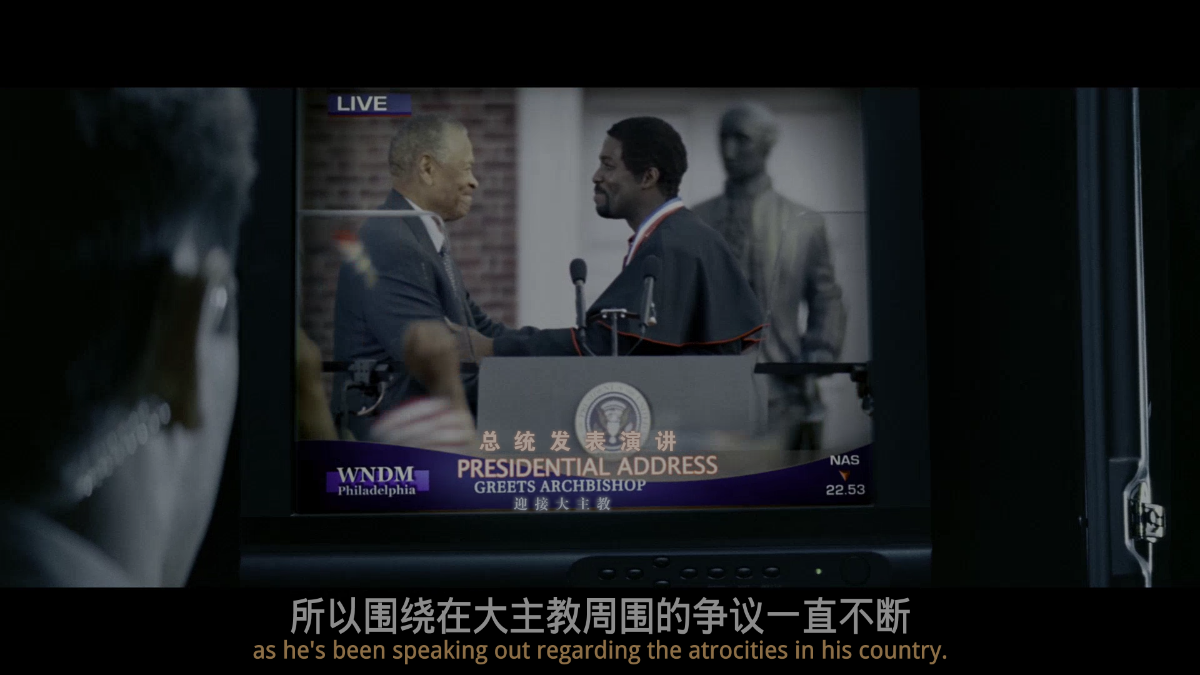 LIVE
总统发表演讲
PRESIDENTIAL ADDRESS
WNDM
Philadelphia
GREETS ARCHBISHOP
迎接大主教
NAS
22.53
所以围绕在大主教周围的争议一直不断
as he's been speaking out regarding the atrocities in his country.